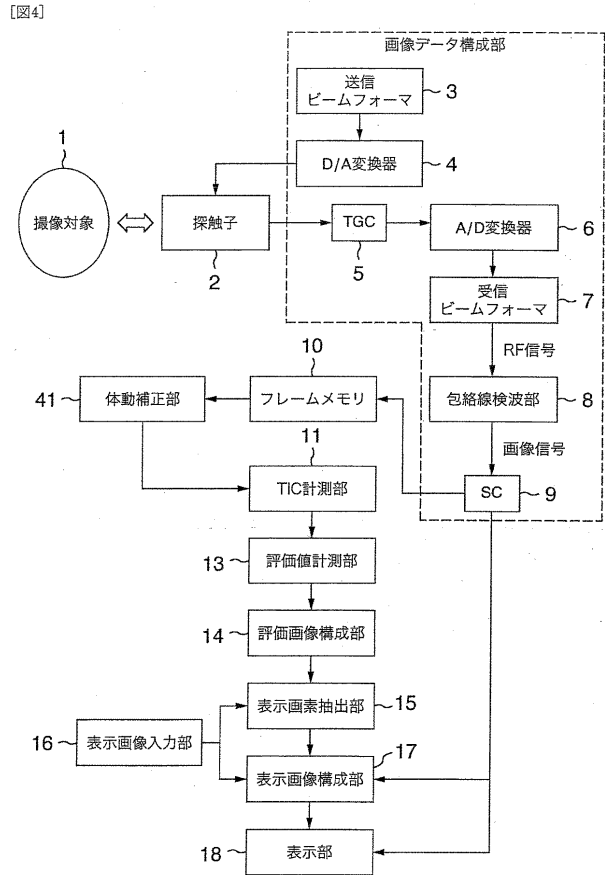 [図4]
画像データ構成部
送信
ビームフォーマ
3
1
D/A変換器
4
撮像対象
探触子
2
TGC
5
A/D変換器
6
受信
ビームフォーマ
7
RF信号
10
41
体動補正部
フレームメモリ
包絡線検波部
8
画像信号
11
TIC計測部
SC
9
13
評価値計測部
14
評価画像構成部
表示画素抽出部
15
16
表示画像入力部
17
表示画像構成部
18
表示部